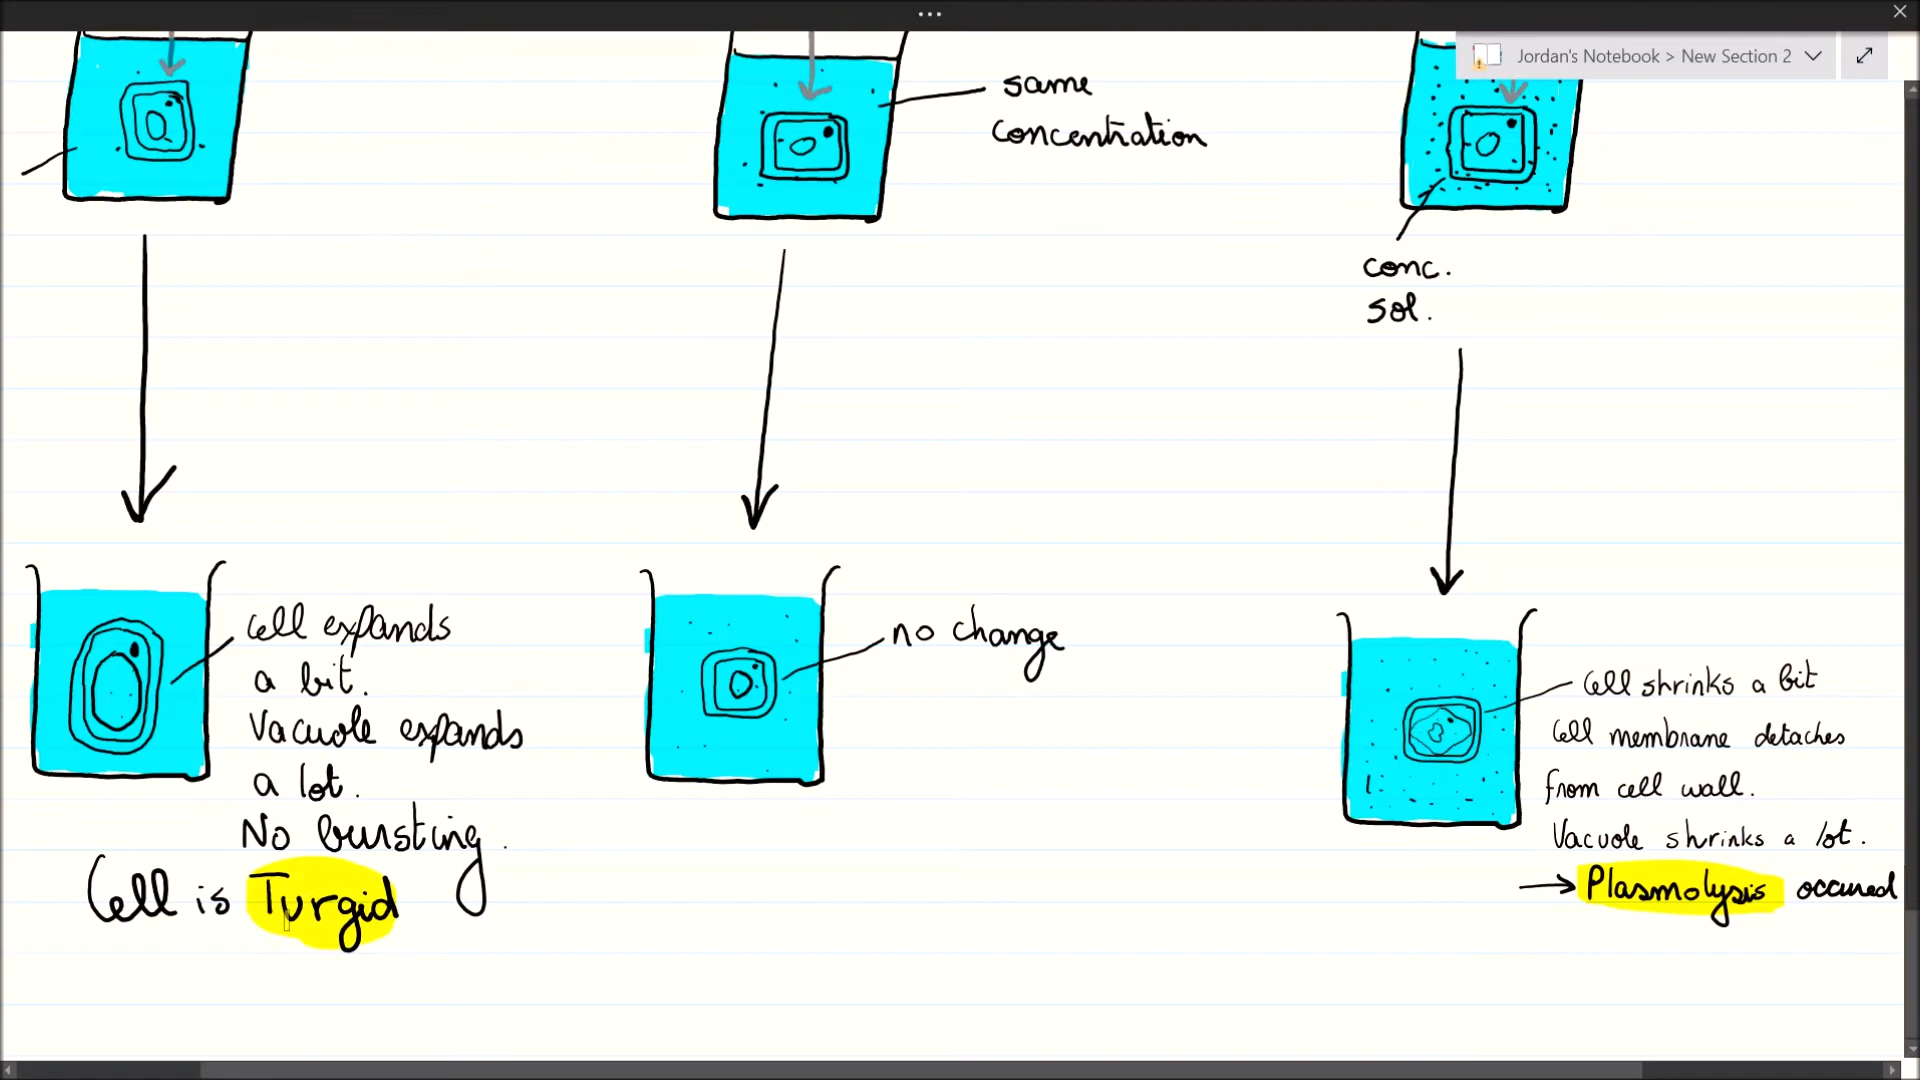 Jordan's Notebook > New Section 2
same
concentration
conc.
sol.
Cell expands
a bit.
Vacuole expands
a lot.
No bursting.
Cell is Turgid
no change
Cell shrinks a bit
Cell membrane detaches
from cell wall.
Vacuole shrinks a lot.
→ Plasmolysis occured